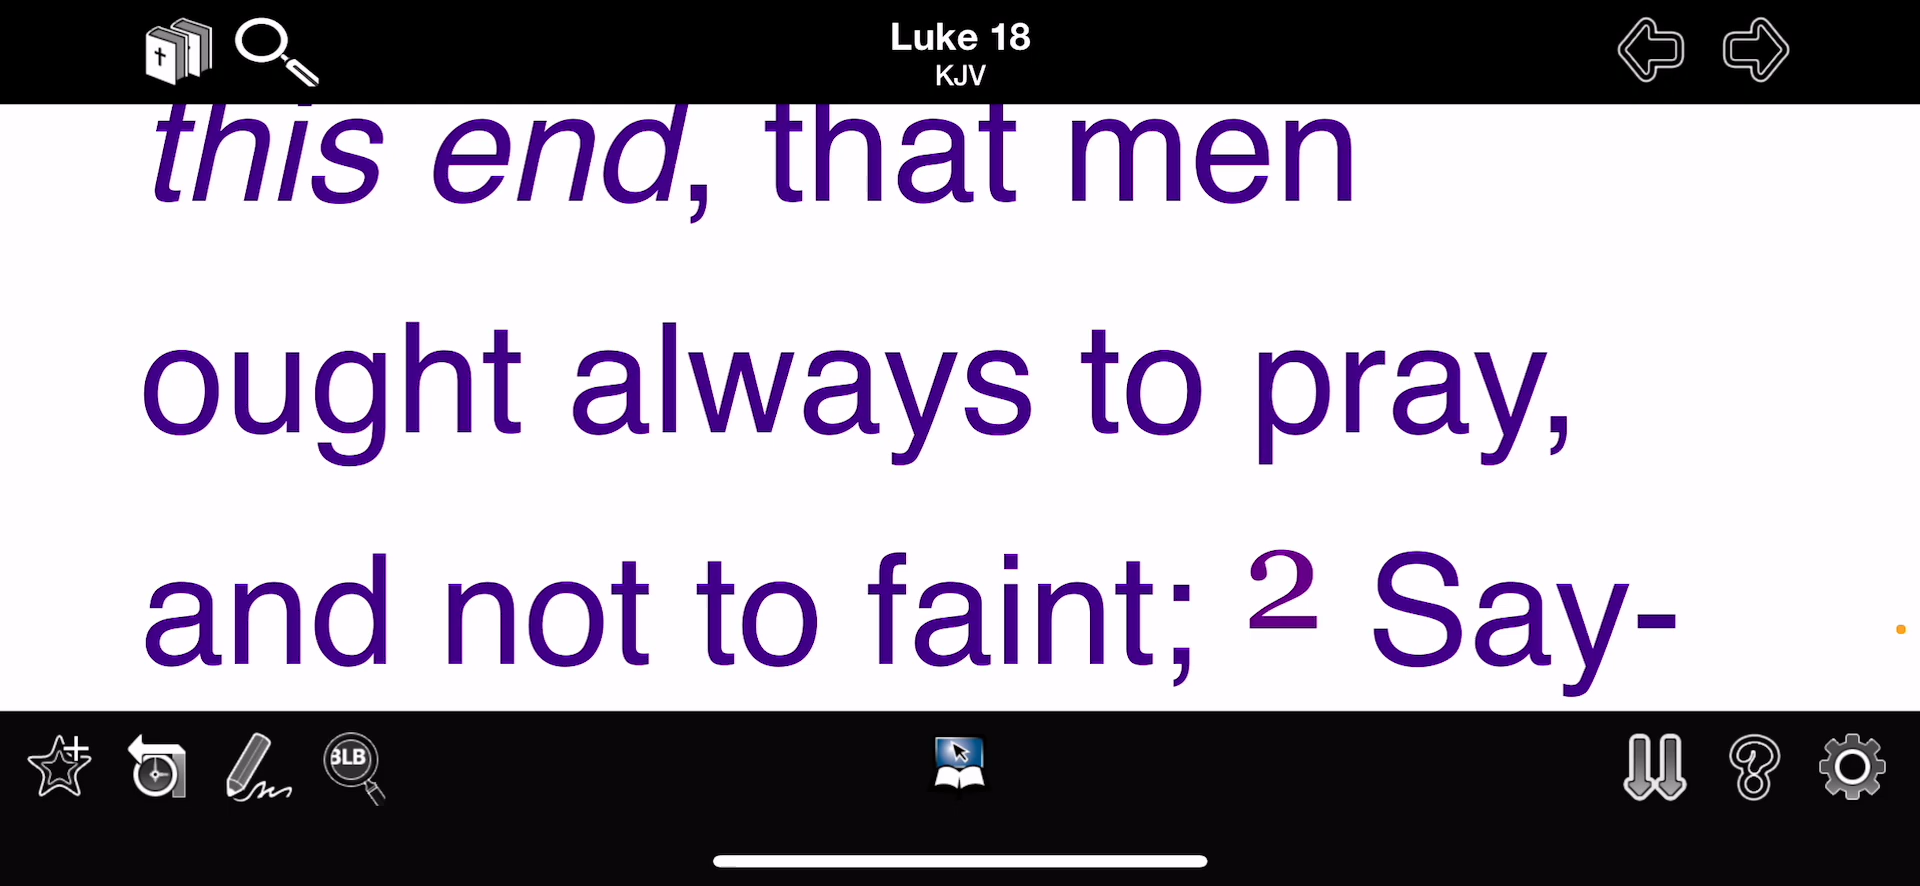 Luke 18
KJV
this end, that men
ought always to pray,
and not to faint; 2 Say-
BLB